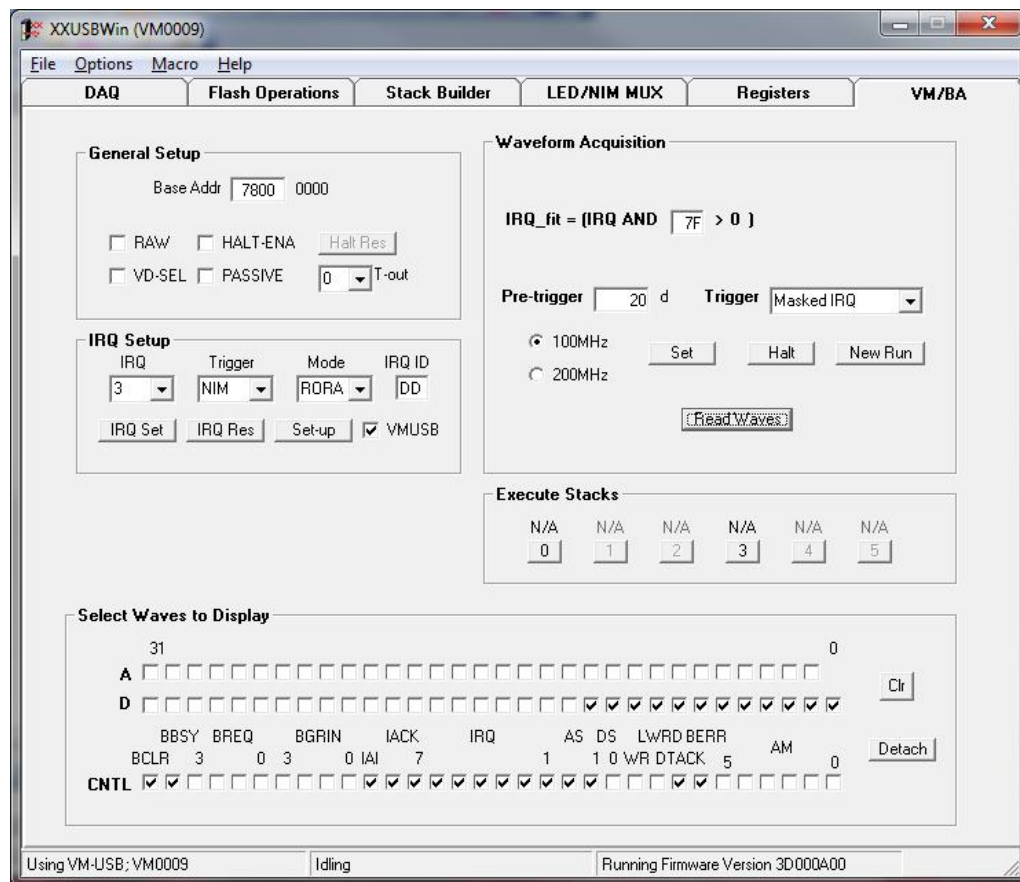 XXUSBWin (VM0009)
File Options Macro Help
DAQ Flash Operations Stack Builder LED/NIM MUX Registers VM/BA
General Setup
Base Addr 7800 0000
RAW HALT-ENA Halt Res
VD-SEL PASSIVE 0 T-out
IRQ Setup
IRQ Trigger Mode IRQ ID
3 NIM RORA DD
IRQ Set IRQ Res Set-up VMUSB
Waveform Acquisition
IRQ_fit = (IRQ AND 7F > 0 )
Pre-trigger 20 d Trigger Masked IRQ
100MHz
200MHz
Set Halt New Run
Read Waves
Execute Stacks
N/A N/A N/A N/A N/A N/A
0 1 2 3 4 5
Select Waves to Display
31 0
A
D
Clr
BBSY BREQ BGRIN IACK IRQ AS DS LWRD BERR AM
BCLR 3 0 3 0 IAI 7 1 1 0 WR DTACK 5 0
CNTL
Detach
Using VM-USB; VM0009 Idling Running Firmware Version 3D000A00